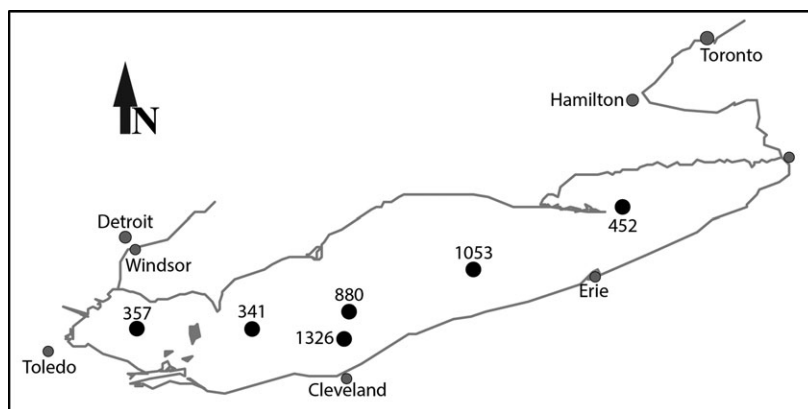 Toronto
Hamilton
N
452
Detroit
Windsor
1053
Erie
880
357
341
1326
Toledo
Cleveland